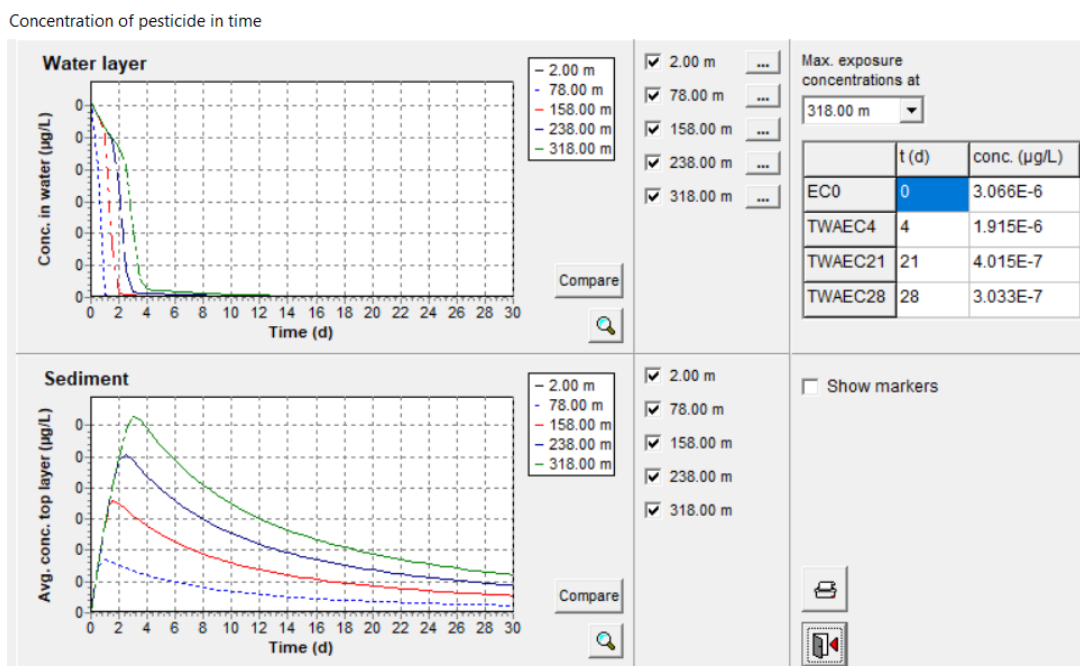 Concentration of pesticide in time
Water layer
Conc. in water (µg/L)
0
0
0
0
0
0
0
0 2 4 6 8 10 12 14 16 18 20 22 24 26 28 30
Time (d)
2.00 m
78.00 m
158.00 m
238.00 m
318.00 m
Compare
2.00 m ...
78.00 m ...
158.00 m ...
238.00 m ...
318.00 m ...
Max. exposure
concentrations at
318.00 m
t (d) conc. (µg/L)
EC0 0 3.066E-6
TWAEC4 4 1.915E-6
TWAEC21 21 4.015E-7
TWAEC28 28 3.033E-7
Sediment
Avg. conc. top layer (µg/L)
0
0
0
0
0
0
0
0 2 4 6 8 10 12 14 16 18 20 22 24 26 28 30
Time (d)
2.00 m
78.00 m
158.00 m
238.00 m
318.00 m
Compare
2.00 m
78.00 m
158.00 m
238.00 m
318.00 m
Show markers